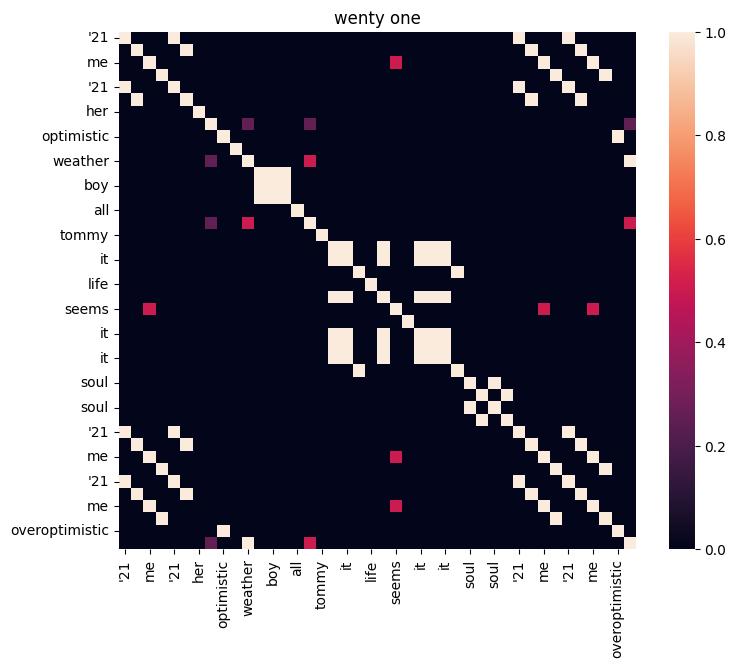 wenty one
'21
me
'21
her
optimistic
weather
boy
all
tommy
it
life
seems
it
it
soul
soul
'21
me
'21
me
overoptimistic
1.0
0.8
0.6
0.4
0.2
0.0
'21
me
'21
her
optimistic
weather
boy
all
tommy
it
life
seems
it
it
soul
soul
'21
me
'21
me
overoptimistic